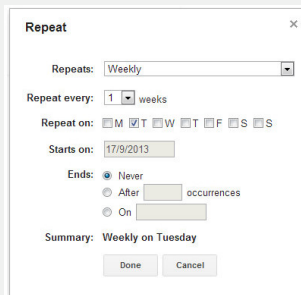 Repeat ×
Repeats: Weekly
Repeat every: 1 weeks
Repeat on: M T W T F S S
Starts on: 17/9/2013
Ends: Never
After occurrences
On
Summary: Weekly on Tuesday
Done Cancel